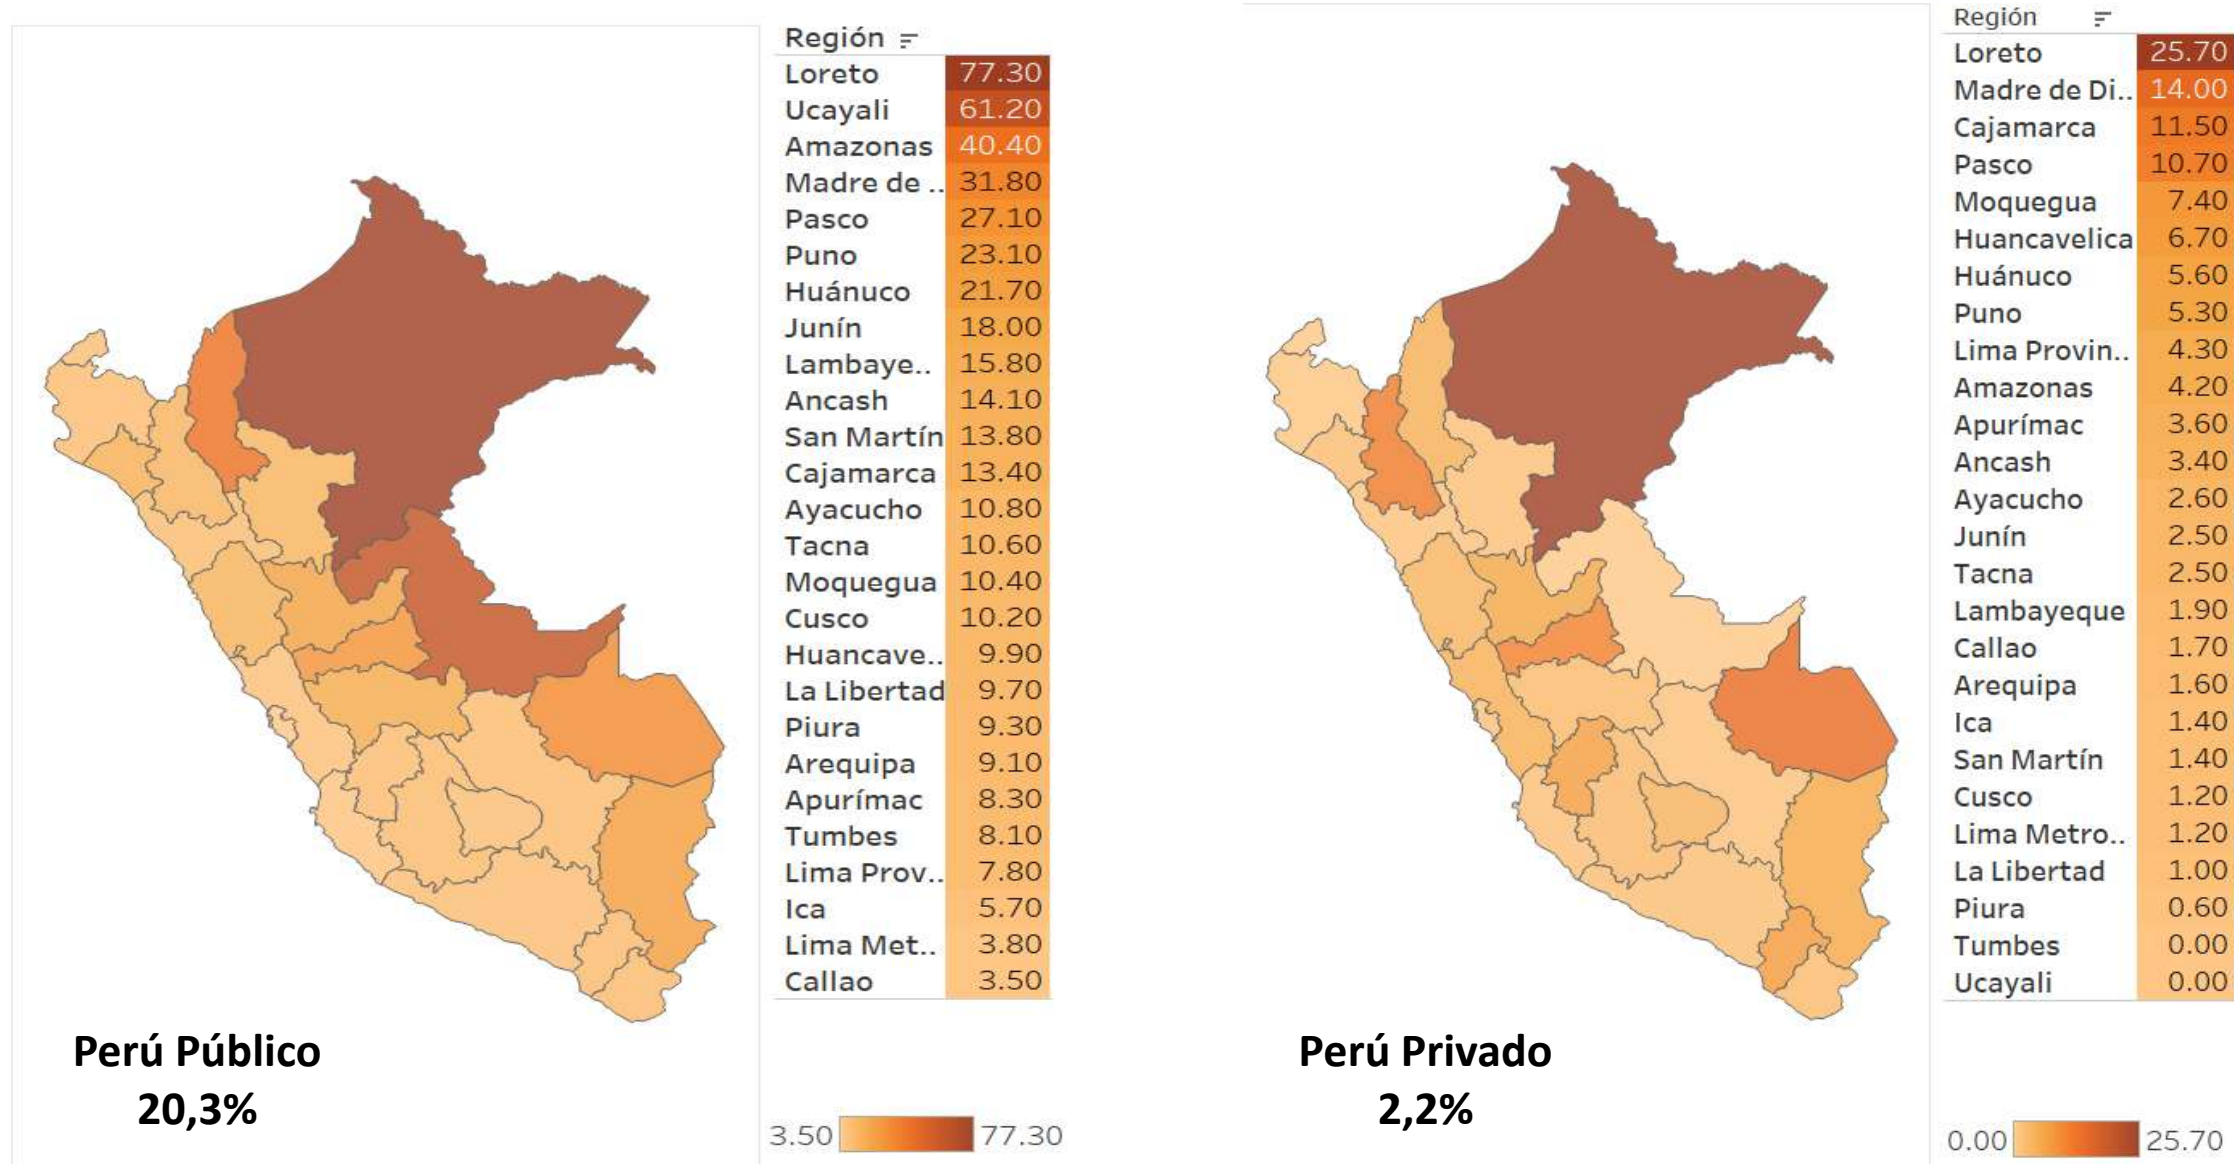 Región
Loreto 77.30
Ucayali 61.20
Amazonas 40.40
Madre de .. 31.80
Pasco 27.10
Puno 23.10
Huánuco 21.70
Junín 18.00
Lambaye.. 15.80
Ancash 14.10
San Martín 13.80
Cajamarca 13.40
Ayacucho 10.80
Tacna 10.60
Moquegua 10.40
Cusco 10.20
Huancave.. 9.90
La Libertad 9.70
Piura 9.30
Arequipa 9.10
Apurímac 8.30
Tumbes 8.10
Lima Prov.. 7.80
Ica 5.70
Lima Met.. 3.80
Callao 3.50
Perú Público
20,3%
3.50 77.30
Región
Loreto 25.70
Madre de Di.. 14.00
Cajamarca 11.50
Pasco 10.70
Moquegua 7.40
Huancavelica 6.70
Huánuco 5.60
Puno 5.30
Lima Provin.. 4.30
Amazonas 4.20
Apurímac 3.60
Ancash 3.40
Ayacucho 2.60
Junín 2.50
Tacna 2.50
Lambayeque 1.90
Callao 1.70
Arequipa 1.60
Ica 1.40
San Martín 1.40
Cusco 1.20
Lima Metro.. 1.20
La Libertad 1.00
Piura 0.60
Tumbes 0.00
Ucayali 0.00
Perú Privado
2,2%
0.00 25.70